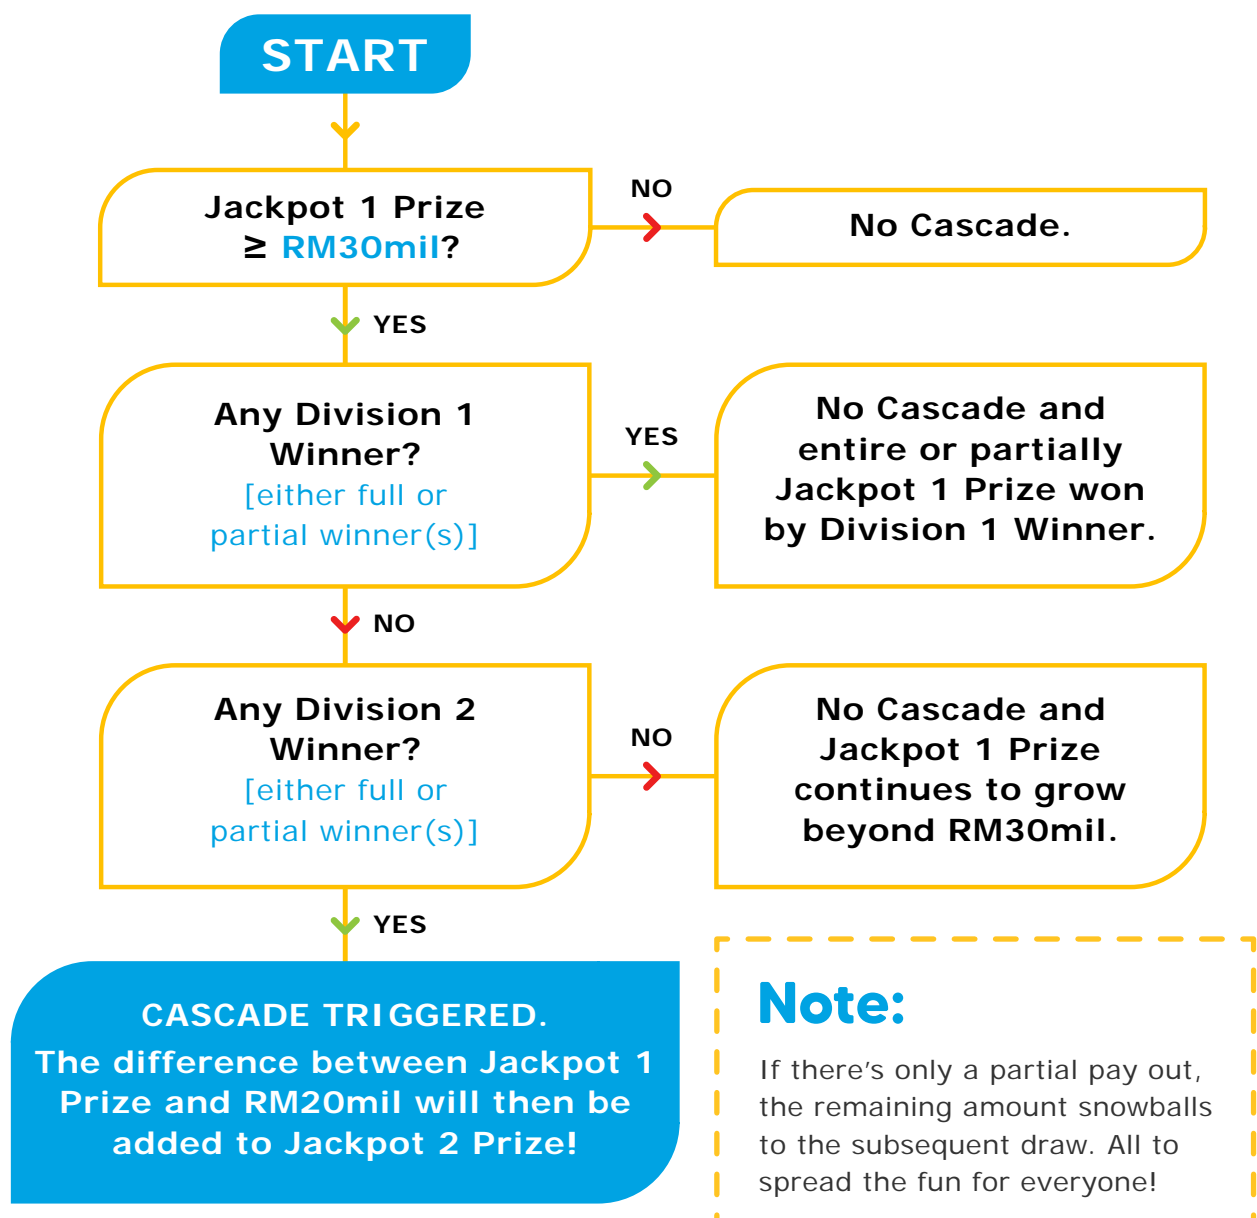 START
Jackpot 1 Prize
≥ RM30mil?
NO
No Cascade.
YES
Any Division 1
Winner?
[either full or
partial winner(s)]
YES
No Cascade and
entire or partially
Jackpot 1 Prize won
by Division 1 Winner.
NO
Any Division 2
Winner?
[either full or
partial winner(s)]
NO
No Cascade and
Jackpot 1 Prize
continues to grow
beyond RM30mil.
YES
CASCADE TRIGGERED.
The difference between Jackpot 1
Prize and RM20mil will then be
added to Jackpot 2 Prize!
Note:
If there's only a partial pay out,
the remaining amount snowballs
to the subsequent draw. All to
spread the fun for everyone!